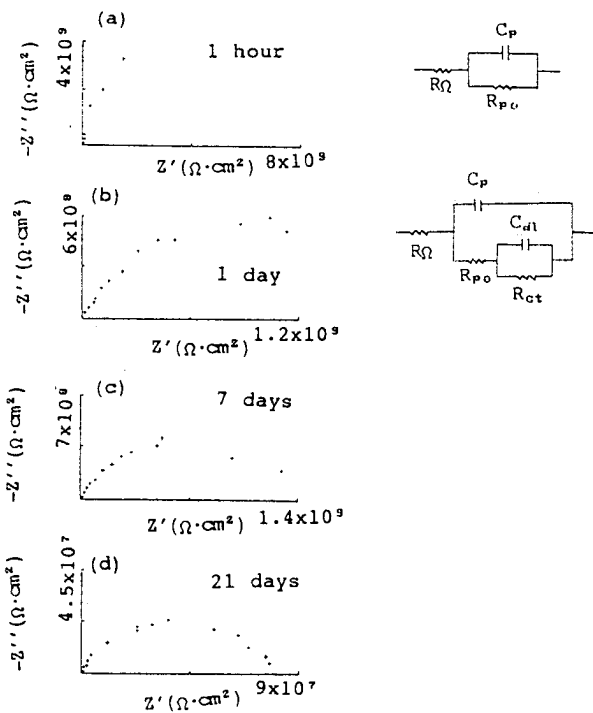 (a)
1 hour
4x10⁹
-Z''(Ω·cm²)
Z'(Ω·cm²)
8x10⁹
Cp
RΩ
Rpo
(b)
1 day
6x10⁸
-Z''(Ω·cm²)
Z'(Ω·cm²)
1.2x10⁹
Cp
Cdl
RΩ
Rpo
Rct
(c)
7 days
-Z''(Ω·cm²)
Z'(Ω·cm²)
1.4x10⁹
(d)
21 days
4.5x10⁷
-Z''(Ω·cm²)
Z'(Ω·cm²)
9x10⁷